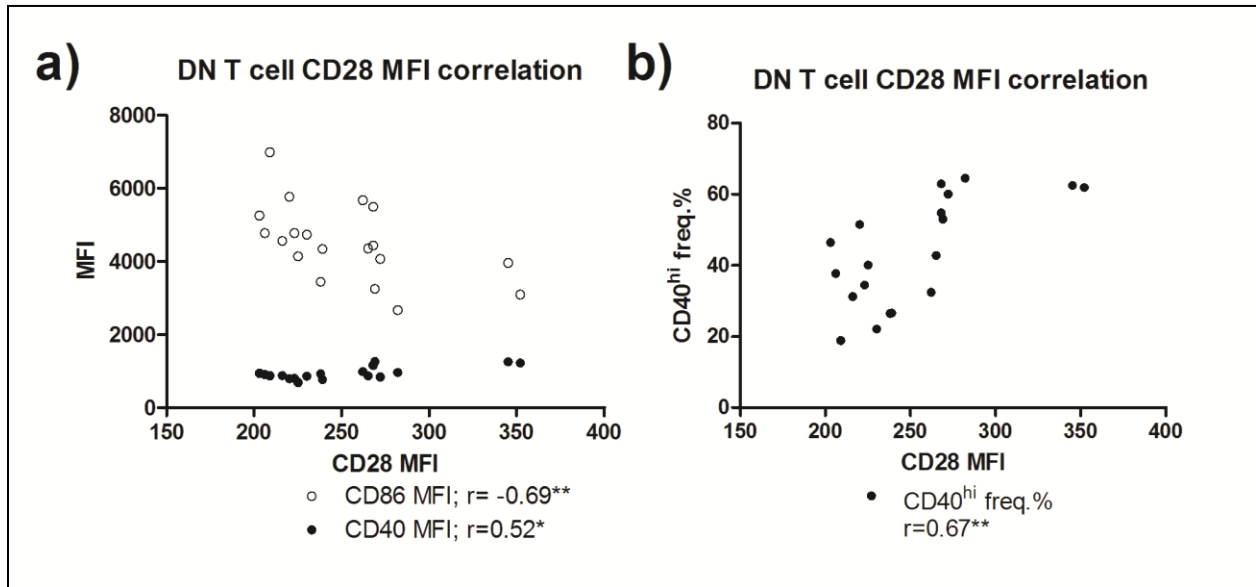 a)
DN T cell CD28 MFI correlation
8000
6000
4000
2000
0
MFI
150 200 250 300 350 400
CD28 MFI
CD86 MFI; r= -0.69**
CD40 MFI; r=0.52*
b)
DN T cell CD28 MFI correlation
80
60
40
20
0
CD40hi freq.%
150 200 250 300 350 400
CD28 MFI
CD40hi freq.%
r=0.67**